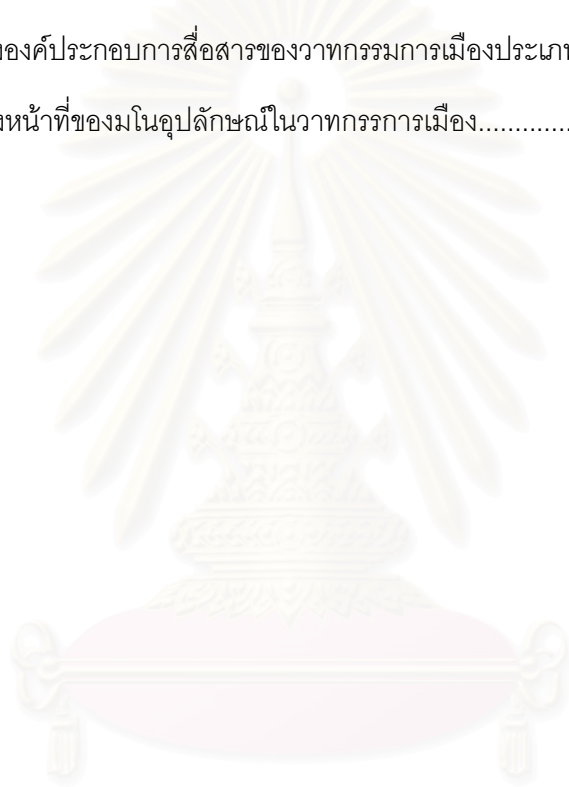 องค์ประกอบการสื่อสารของวาทกรรมการเมืองประเภท
หน้าที่ของมโนอุปลักษณ์ในวาทกรรการเมือง.............